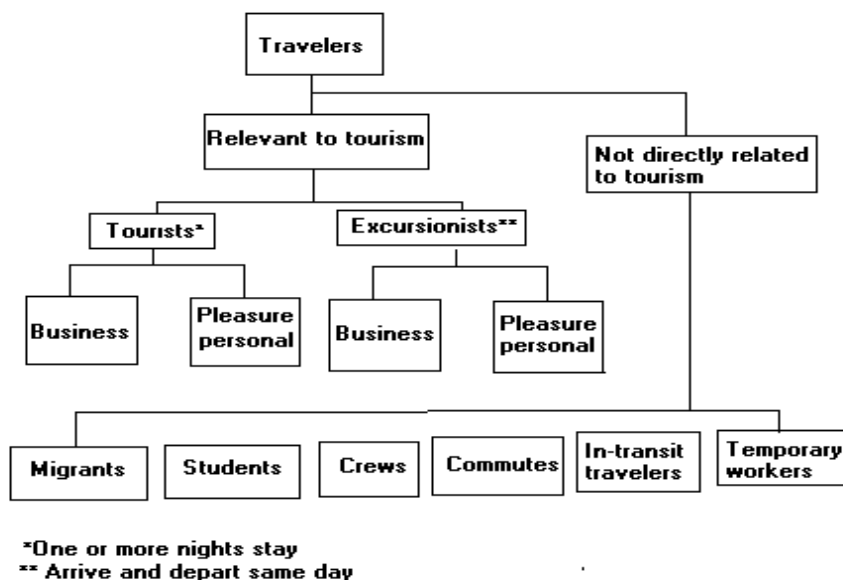 Travelers
Relevant to tourism
Not directly related
to tourism
Tourists*
Excursionists**
Business
Pleasure
personal
Business
Pleasure
personal
Migrants
Students
Crews
Commutes
In-transit
travelers
Temporary
workers
*One or more nights stay
** Arrive and depart same day